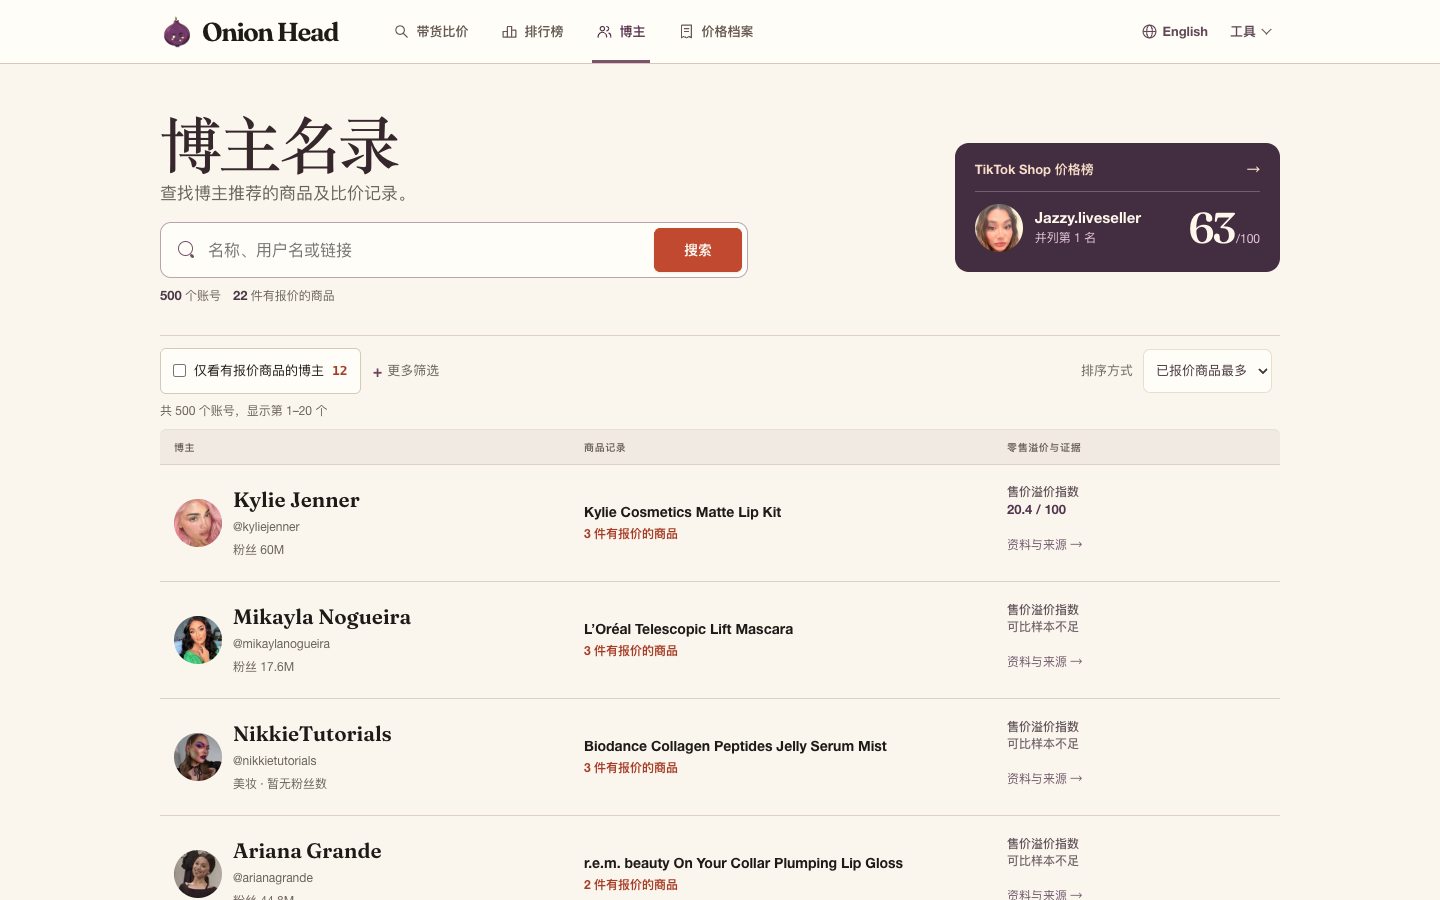 Onion Head
带货比价
排行榜
博主
价格档案
English
工具
博主名录
查找博主推荐的商品及比价记录。
名称、用户名或链接
搜索
500 个账号 22 件有报价的商品
TikTok Shop 价格榜 →
Jazzy.liveseller
并列第 1 名
63/100
仅看有报价商品的博主 12
+ 更多筛选
排序方式
已报价商品最多
共 500 个账号，显示第 1–20 个
博主
商品记录
零售溢价与证据
Kylie Jenner
@kyliejenner
粉丝 60M
Kylie Cosmetics Matte Lip Kit
3 件有报价的商品
售价溢价指数
20.4 / 100
资料与来源 →
Mikayla Nogueira
@mikaylanogueira
粉丝 17.6M
L’Oréal Telescopic Lift Mascara
3 件有报价的商品
售价溢价指数
可比样本不足
资料与来源 →
NikkieTutorials
@nikkietutorials
美妆 · 暂无粉丝数
Biodance Collagen Peptides Jelly Serum Mist
3 件有报价的商品
售价溢价指数
可比样本不足
资料与来源 →
Ariana Grande
@arianagrande
粉丝 44.8M
r.e.m. beauty On Your Collar Plumping Lip Gloss
2 件有报价的商品
售价溢价指数
可比样本不足
资料与来源 →